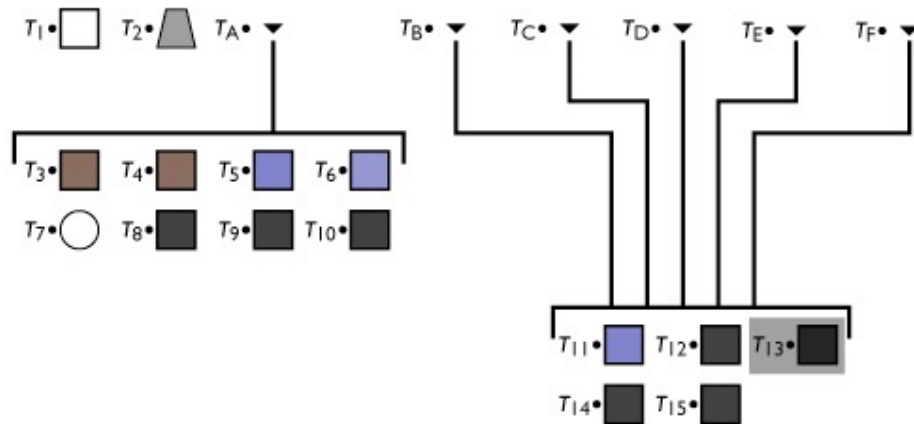 T1• T2• TA• TB• TC• TD• TE• TF•
T3• T4• T5• T6•
T7• T8• T9• T10•
T11• T12• T13•
T14• T15•